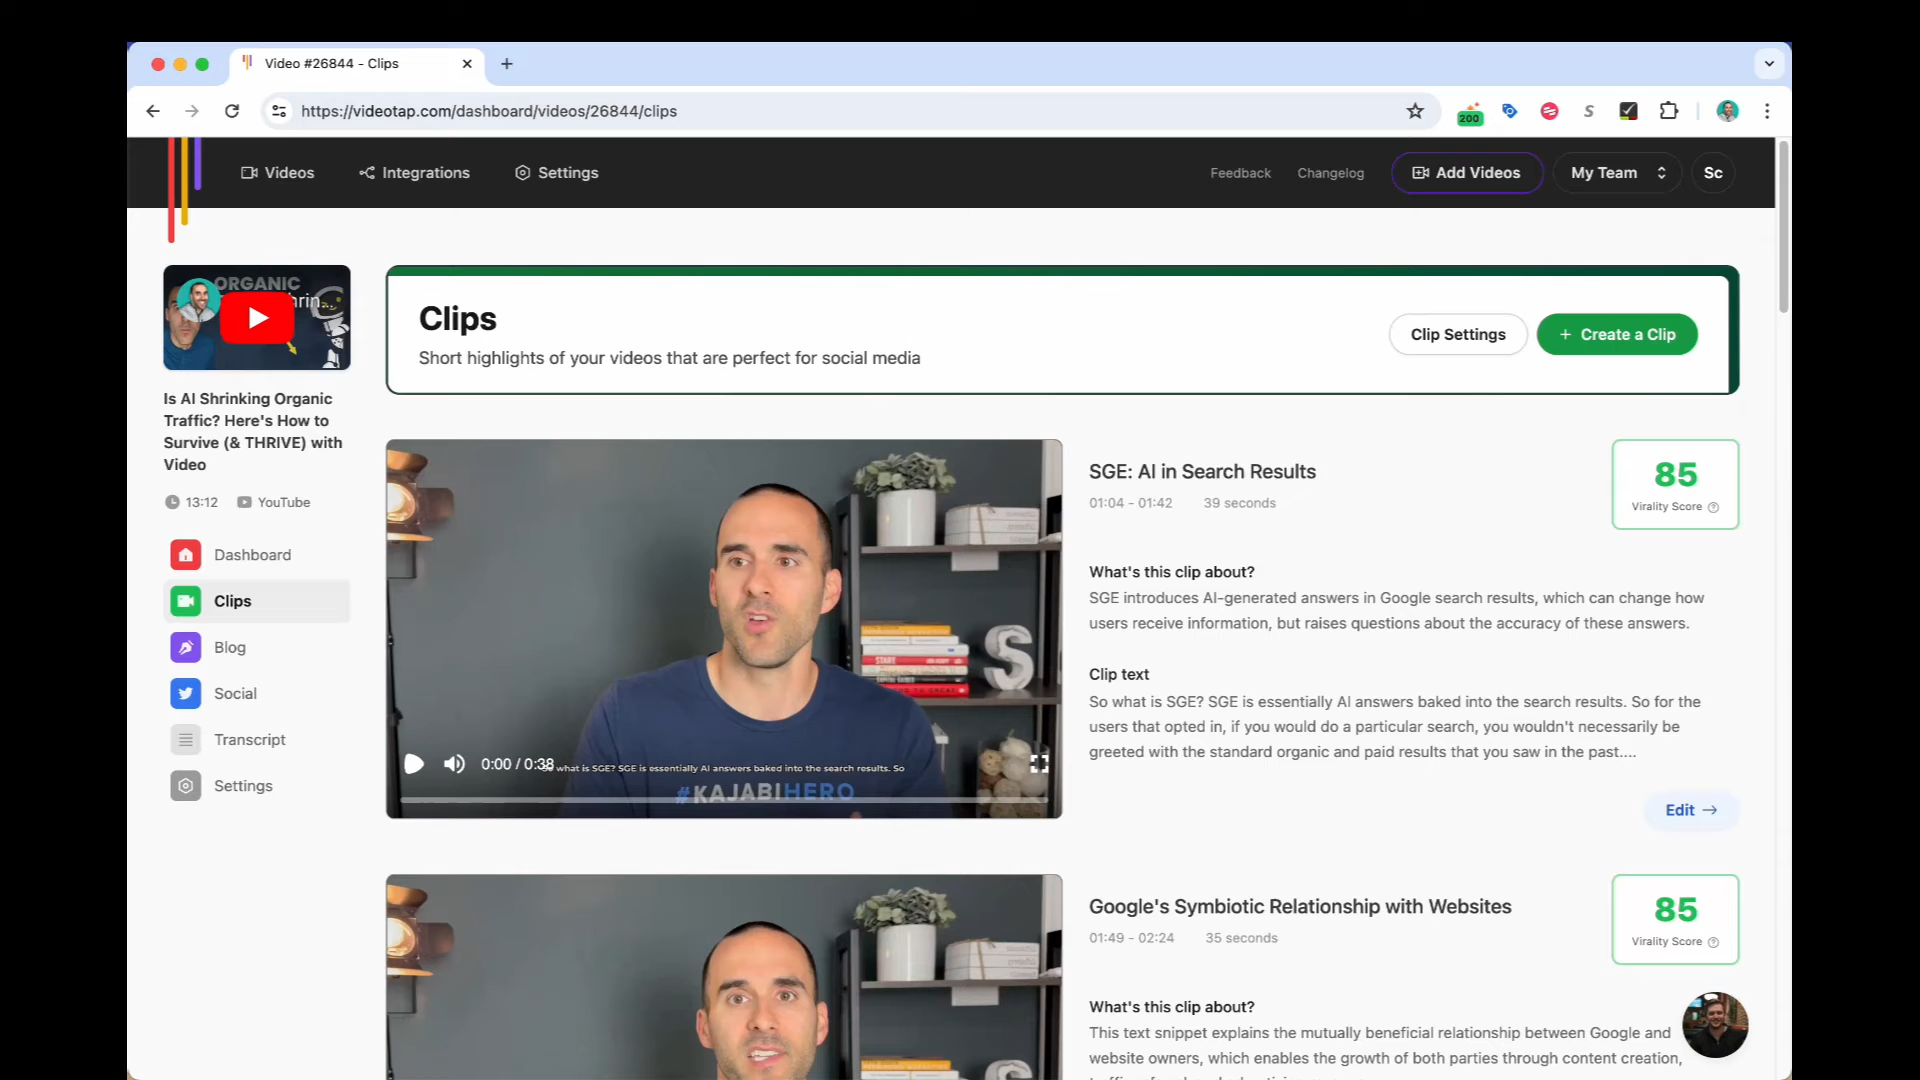 Video #26844 - Clips
https://videotap.com/dashboard/videos/26844/clips
200
S
Videos
Integrations
Settings
Feedback
Changelog
Add Videos
My Team
Sc
ORGANIC
hrin...
Is AI Shrinking Organic
Traffic? Here's How to
Survive (& THRIVE) with
Video
13:12
YouTube
Dashboard
Clips
Blog
Social
Transcript
Settings
Clips
Short highlights of your videos that are perfect for social media
Clip Settings
+ Create a Clip
S
START
0:00 / 0:38
what is SGE? SGE is essentially AI answers baked into the search results. So
#KAJABIHERO
SGE: AI in Search Results
01:04 - 01:42
39 seconds
85
Virality Score
What's this clip about?
SGE introduces AI-generated answers in Google search results, which can change how
users receive information, but raises questions about the accuracy of these answers.
Clip text
So what is SGE? SGE is essentially AI answers baked into the search results. So for the
users that opted in, if you would do a particular search, you wouldn't necessarily be
greeted with the standard organic and paid results that you saw in the past....
Edit →
Google's Symbiotic Relationship with Websites
01:49 - 02:24
35 seconds
85
Virality Score
What's this clip about?
This text snippet explains the mutually beneficial relationship between Google and
website owners, which enables the growth of both parties through content creation,